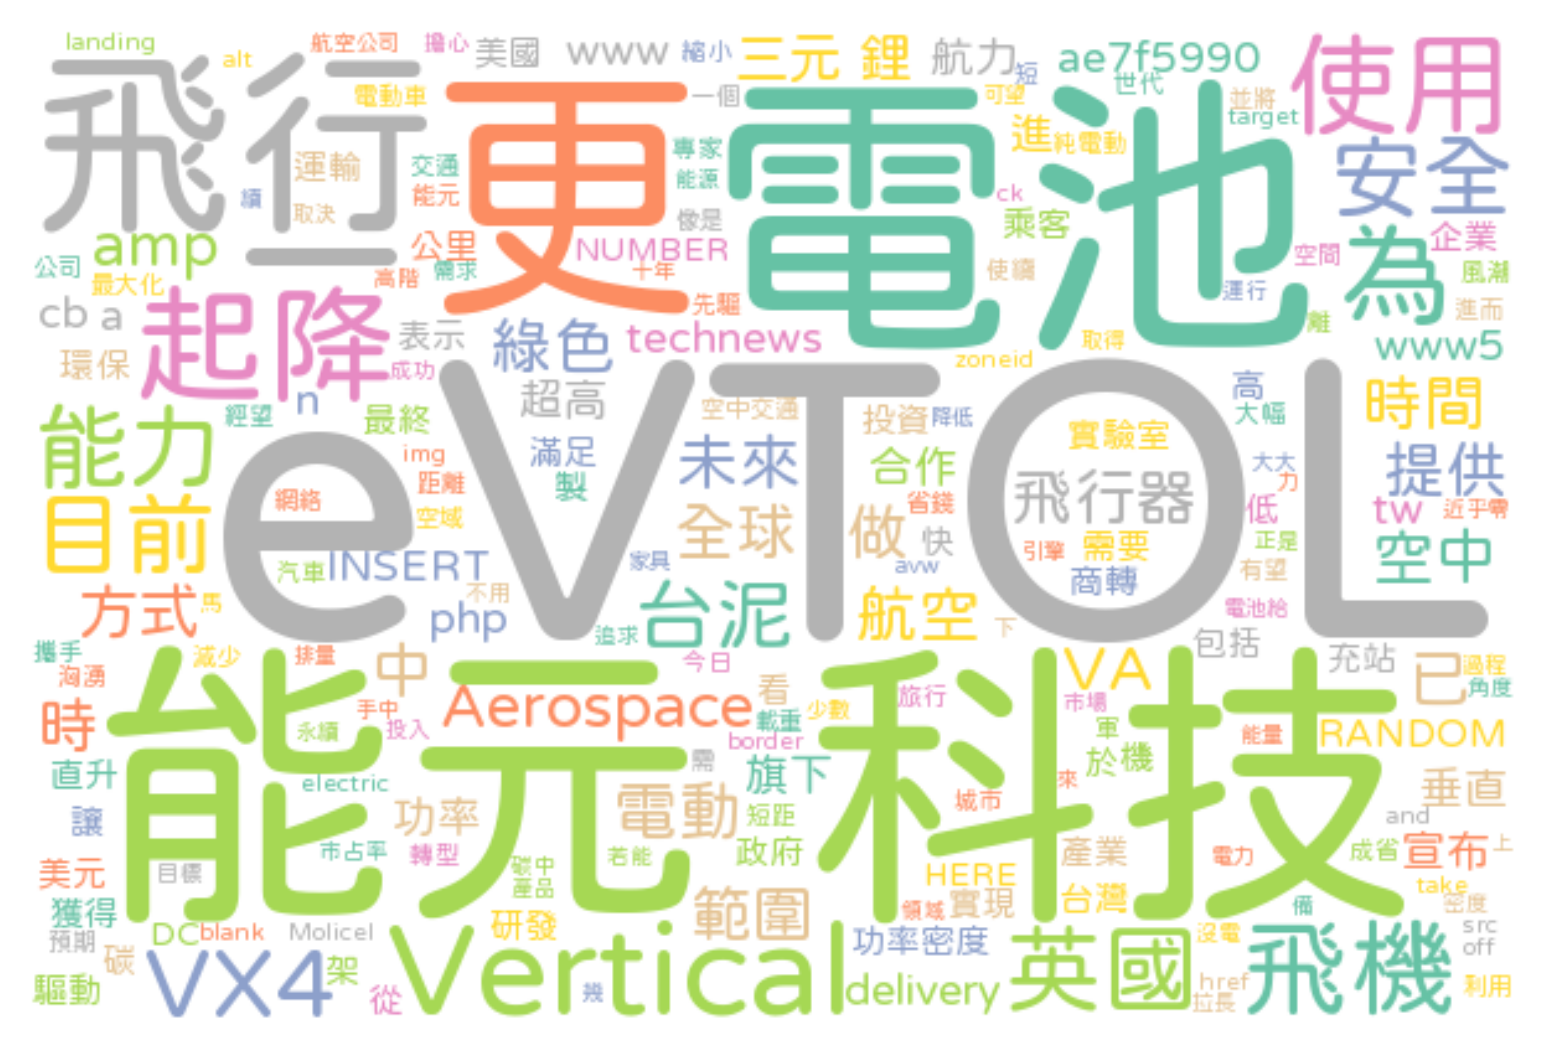 landing
alt
航空公司
擔心
美國
www
縮小
三元 鋰
航力
短
ae7f5990
世代
使用
飛行
電動車
更
一個
電池
可望
並將
target
進
純電動
運輸
交通
專家
能源
安全
續
取決
能元
像是
ck
乘客
amp
公里
NUMBER
為
企業
公司
最大化
高階
需求
十年
使續
空間
運行
風潮
cb
a
起降
表示
先驅
離
進而
綠色
technews
取得
www5
環保
成功
zoneid
n
eVTOL
超高
空中交通
投資
降低
高
大幅
時間
能力
經望
最終
滿足
未來
實驗室
img
距離
製
合作
飛行器
大大
力
提供
目前
網絡
空域
全球
省錢
做
快
低
tw
近乎零
汽車
INSERT
家具
引擎
需要
正是
空中
avw
商轉
有望
方式
馬
不用
php
追求
台泥
航空
下
電池給
攜手
減少
排量
中
今日
包括
充站
洶湧
能元科技
VA
已
過程
角度
看
旅行
市場
時
永續
手中
投入
Aerospace
載重
少數
border
軍
能量
RANDOM
直升
electric
需
旗下
於
機
來
讓
功率
電動
短距
城市
垂直
and
市占率
轉型
碳中
產品
若能
政府
產業
電力
成省
宣布
上
美元
目標
HERE
take
密度
獲得
範圍
領域
實現
台灣
備
預期
DC
blank
Molicel
研發
功率密度
沒電
src
off
碳
VX4
架
Vertical
英國
飛機
驅動
從
幾
delivery
href
拉長
利用